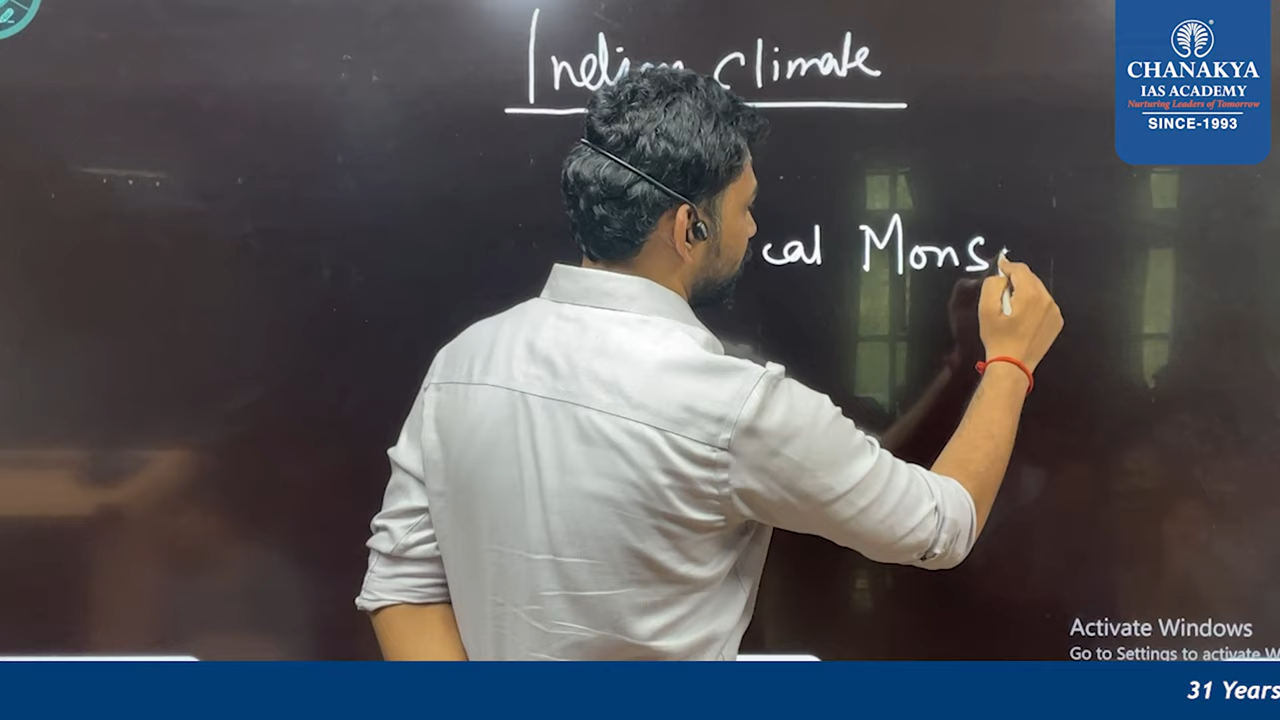 Indian climate
cal Mons
CHANAKYA
IAS ACADEMY
Nurturing Leaders of Tomorrow
SINCE-1993
Activate Windows
Go to Settings to activate W
31 Years